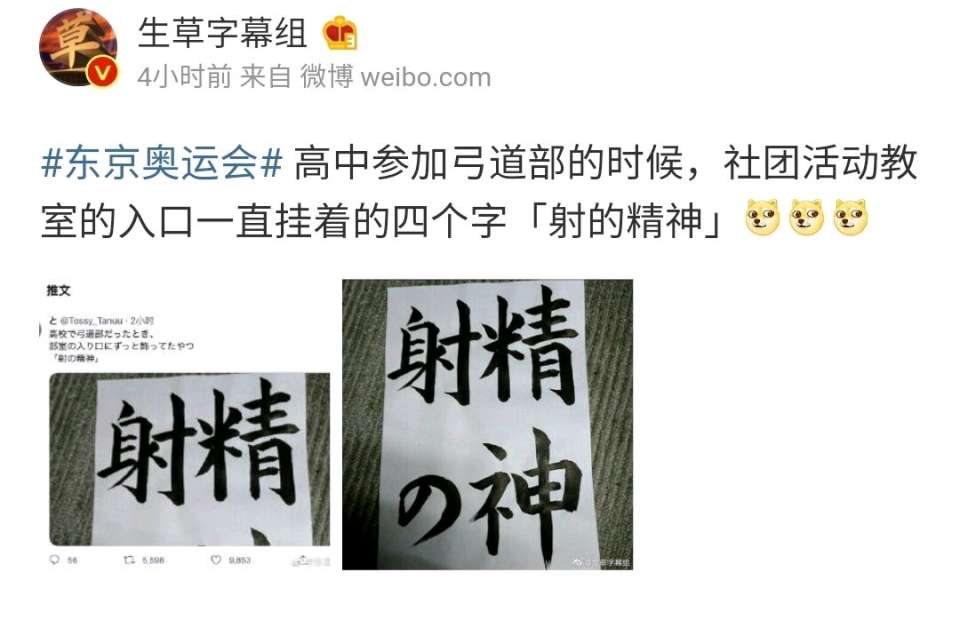 草
生草字幕组
4小时前 来自 微博 weibo.com
#东京奥运会# 高中参加弓道部的时候，社团活动教
室的入口一直挂着的四个字「射的精神」
推文
と @Tossy_Tanuu · 2小时
高校で弓道部だったとき、
部室の入り口にずっと飾ってたやつ
「射の精神」
射精
56 5,598 9,853
射精
の神
@生草字幕组